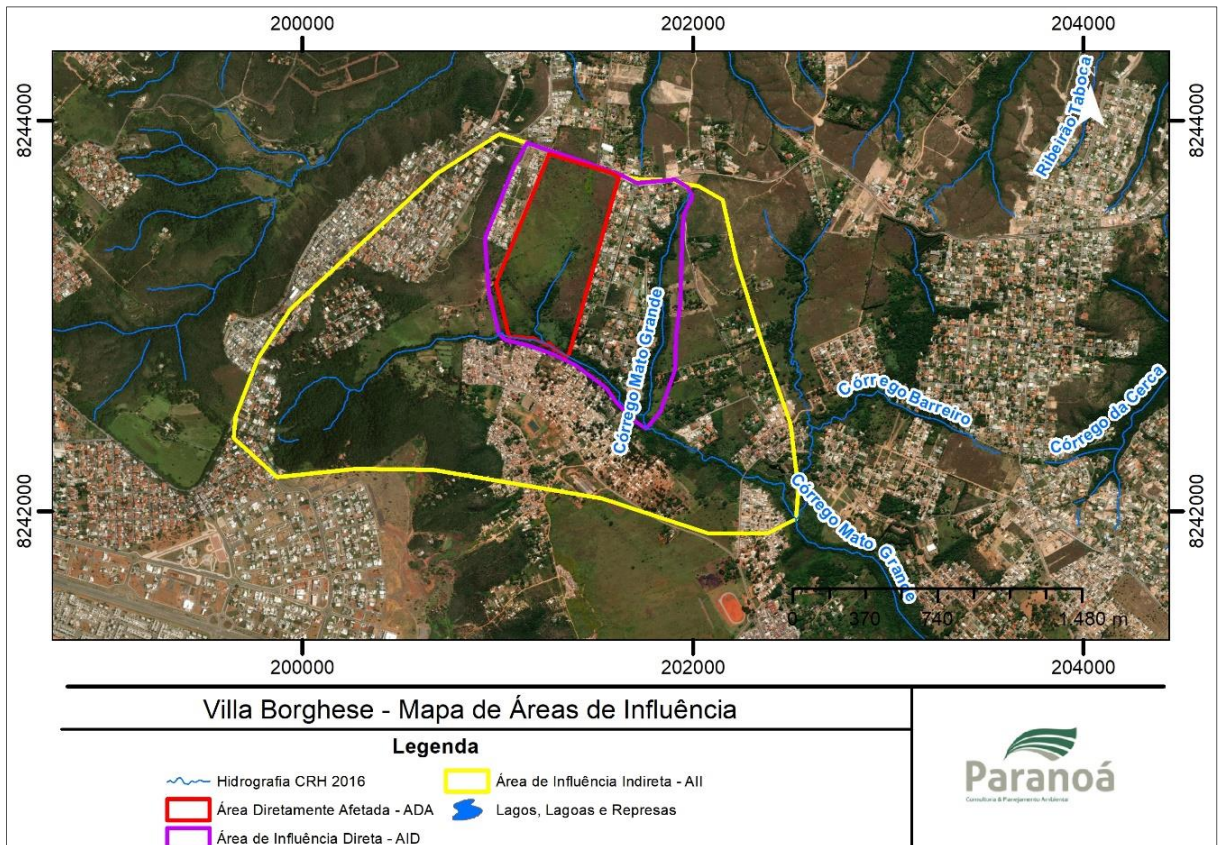 200000
202000
204000
8244000
8244000
Ribeirão Taboca
Córrego Mato Grande
Córrego Barreiro
Córrego da Cerca
8242000
8242000
Córrego Mato Grande
0 370 740 1.480 m
200000
202000
204000
Villa Borghese - Mapa de Áreas de Influência
Legenda
Hidrografia CRH 2016
Área de Influência Indireta - AII
Área Diretamente Afetada - ADA
Lagos, Lagoas e Represas
Área de Influência Direta - AID
Paranoá
Consultoria & Planejamento Ambiental